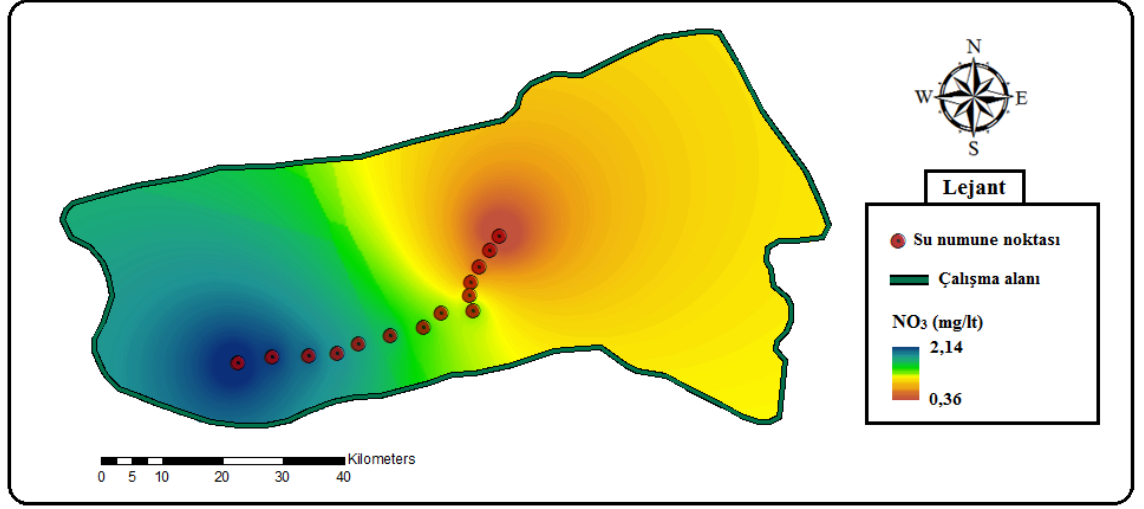 N
W E
S
Lejant
Su numune noktası
Çalışma alanı
NO₃ (mg/lt)
2,14
0,36
Kilometers
0 5 10 20 30 40